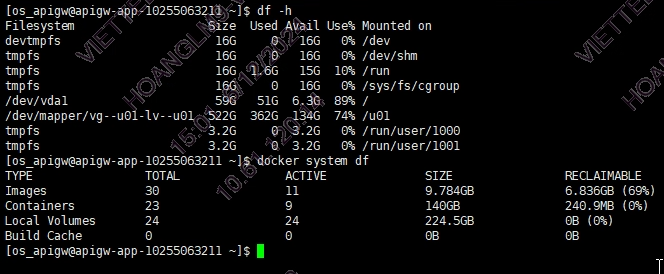 [os_apigw@apigw-app-10255063211 ~]$ df -h
Filesystem Size Used Avail Use% Mounted on
devtmpfs 16G 0 16G 0% /dev
tmpfs 16G 0 16G 0% /dev/shm
tmpfs 16G 1.6G 15G 10% /run
tmpfs 16G 0 16G 0% /sys/fs/cgroup
/dev/vda1 59G 51G 6.3G 89% /
/dev/mapper/vg--u01-lv--u01 522G 362G 134G 74% /u01
tmpfs 3.2G 0 3.2G 0% /run/user/1000
tmpfs 3.2G 0 3.2G 0% /run/user/1001
[os_apigw@apigw-app-10255063211 ~]$ docker system df
TYPE TOTAL ACTIVE SIZE RECLAIMABLE
Images 30 11 9.784GB 6.836GB (69%)
Containers 23 9 140GB 240.9MB (0%)
Local Volumes 24 24 224.5GB 0B (0%)
Build Cache 0 0 0B 0B
[os_apigw@apigw-app-10255063211 ~]$